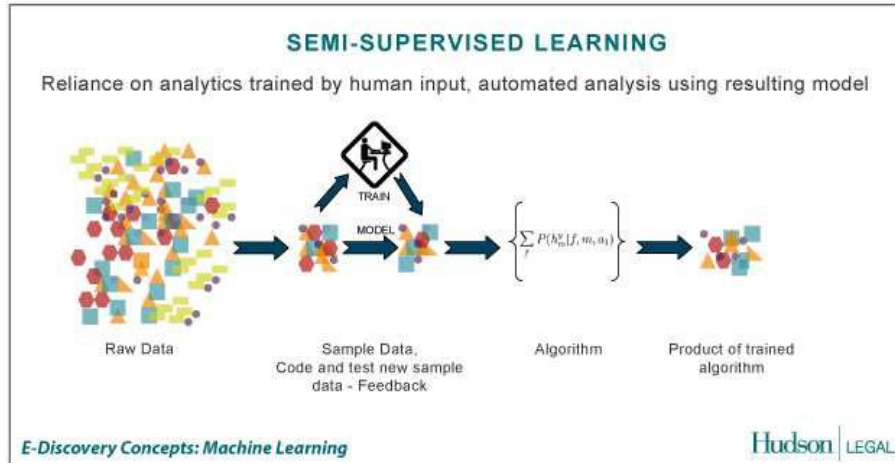 SEMI-SUPERVISED LEARNING
Reliance on analytics trained by human input, automated analysis using resulting model
TRAIN
MODEL
Raw Data
Sample Data,
Code and test new sample
data - Feedback
Algorithm
Product of trained
algorithm
E-Discovery Concepts: Machine Learning
Hudson | LEGAL